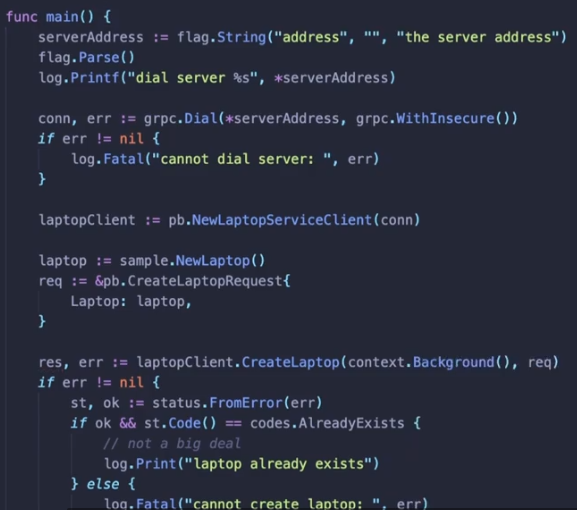 func main() {
    serverAddress := flag.String("address", "", "the server address")
    flag.Parse()
    log.Printf("dial server %s", *serverAddress)

    conn, err := grpc.Dial(*serverAddress, grpc.WithInsecure())
    if err != nil {
        log.Fatal("cannot dial server: ", err)
    }

    laptopClient := pb.NewLaptopServiceClient(conn)

    laptop := sample.NewLaptop()
    req := &pb.CreateLaptopRequest{
        Laptop: laptop,
    }

    res, err := laptopClient.CreateLaptop(context.Background(), req)
    if err != nil {
        st, ok := status.FromError(err)
        if ok && st.Code() == codes.AlreadyExists {
            // not a big deal
            log.Print("laptop already exists")
        } else {
            log.Fatal("cannot create laptop: ", err)